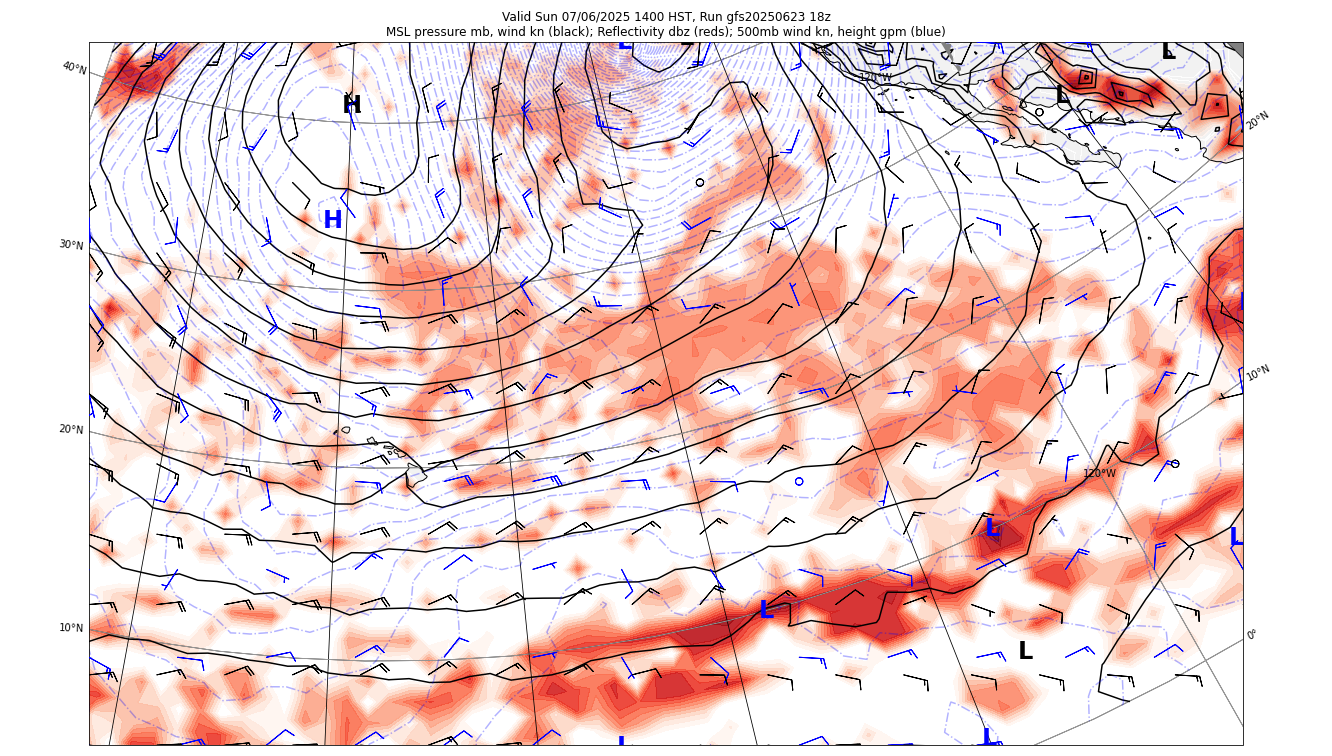 Valid Sun 07/06/2025 1400 HST, Run gfs20250623 18z
MSL pressure mb, wind kn (black); Reflectivity dbz (reds); 500mb wind kn, height gpm (blue)
L
L
40°N
120°W
H
L
20°N
H
30°N
10°N
20°N
120°W
L
L
L
10°N
0°
L
L
L